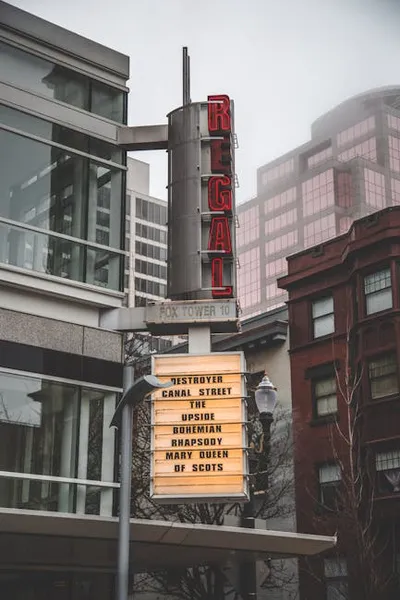 REGAL
FOX TOWER 10
DESTROYER
CANAL STREET
THE
UPSIDE
BOHEMIAN
RHAPSODY
MARY QUEEN
OF SCOTS